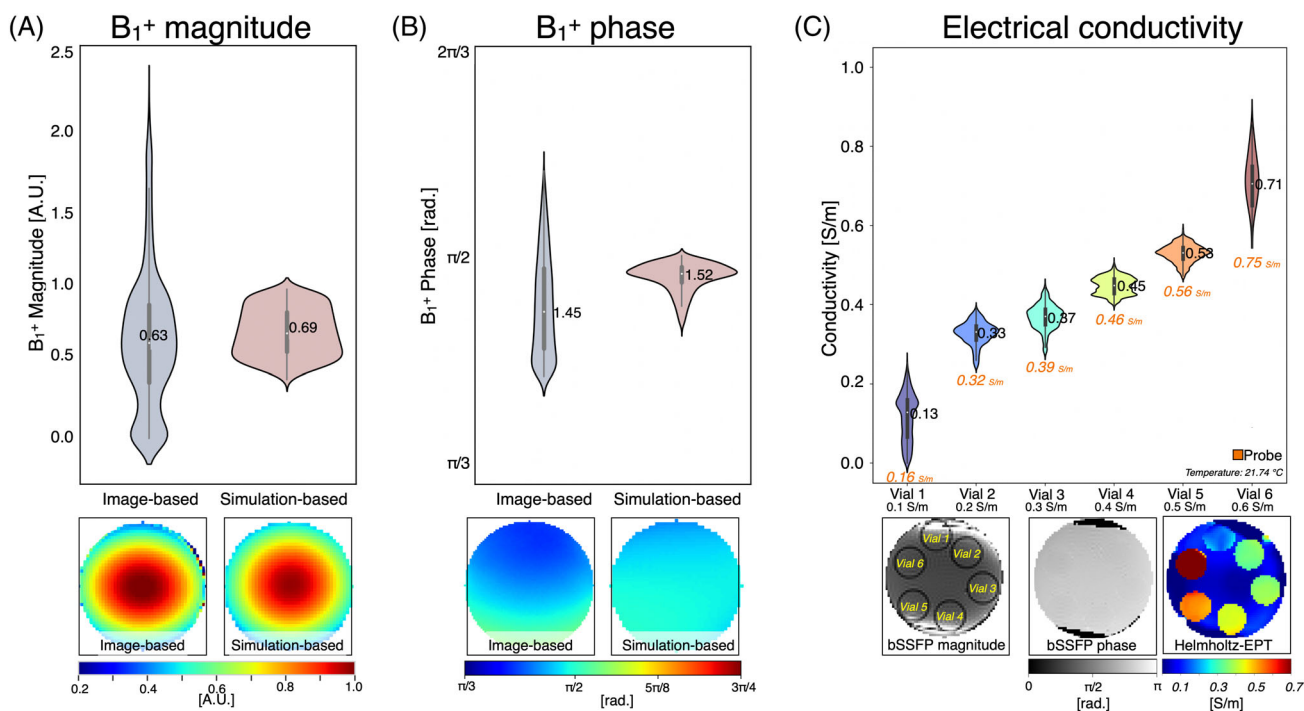 (A) B₁⁺ magnitude
2.5
2.0
1.5
1.0
0.5
0.0
B₁⁺ Magnitude [A.U.]
0.63
0.69
Image-based Simulation-based
Image-based Simulation-based
0.2 0.4 0.6 0.8 1.0
[A.U.]
(B) B₁⁺ phase
2π/3
π/2
π/3
B₁⁺ Phase [rad.]
1.45
1.52
Image-based Simulation-based
Image-based Simulation-based
π/3 π/2 5π/8 3π/4
[rad.]
(C) Electrical conductivity
1.0
0.8
0.6
0.4
0.2
0.0
Conductivity [S/m]
0.13
0.16 S/m
0.33
0.32 S/m
0.37
0.39 S/m
0.45
0.46 S/m
0.53
0.56 S/m
0.71
0.75 S/m
Probe
Temperature: 21.74 °C
Vial 1 Vial 2 Vial 3 Vial 4 Vial 5 Vial 6
0.1 S/m 0.2 S/m 0.3 S/m 0.4 S/m 0.5 S/m 0.6 S/m
Vial 1
Vial 2
Vial 6
Vial 3
Vial 5
Vial 4
bSSFP magnitude bSSFP phase Helmholtz-EPT
0 π/2 π
[rad.]
0.1 0.3 0.5 0.7
[S/m]